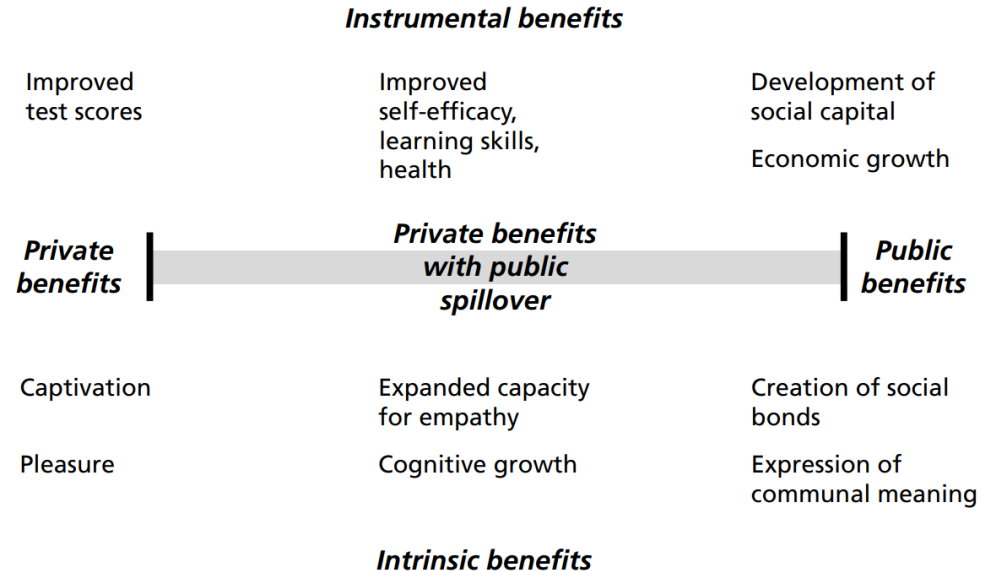 Instrumental benefits
Improved
test scores
Improved
self-efficacy,
learning skills,
health
Development of
social capital
Economic growth
Private
benefits
Private benefits
with public
spillover
Public
benefits
Captivation
Pleasure
Expanded capacity
for empathy
Cognitive growth
Creation of social
bonds
Expression of
communal meaning
Intrinsic benefits